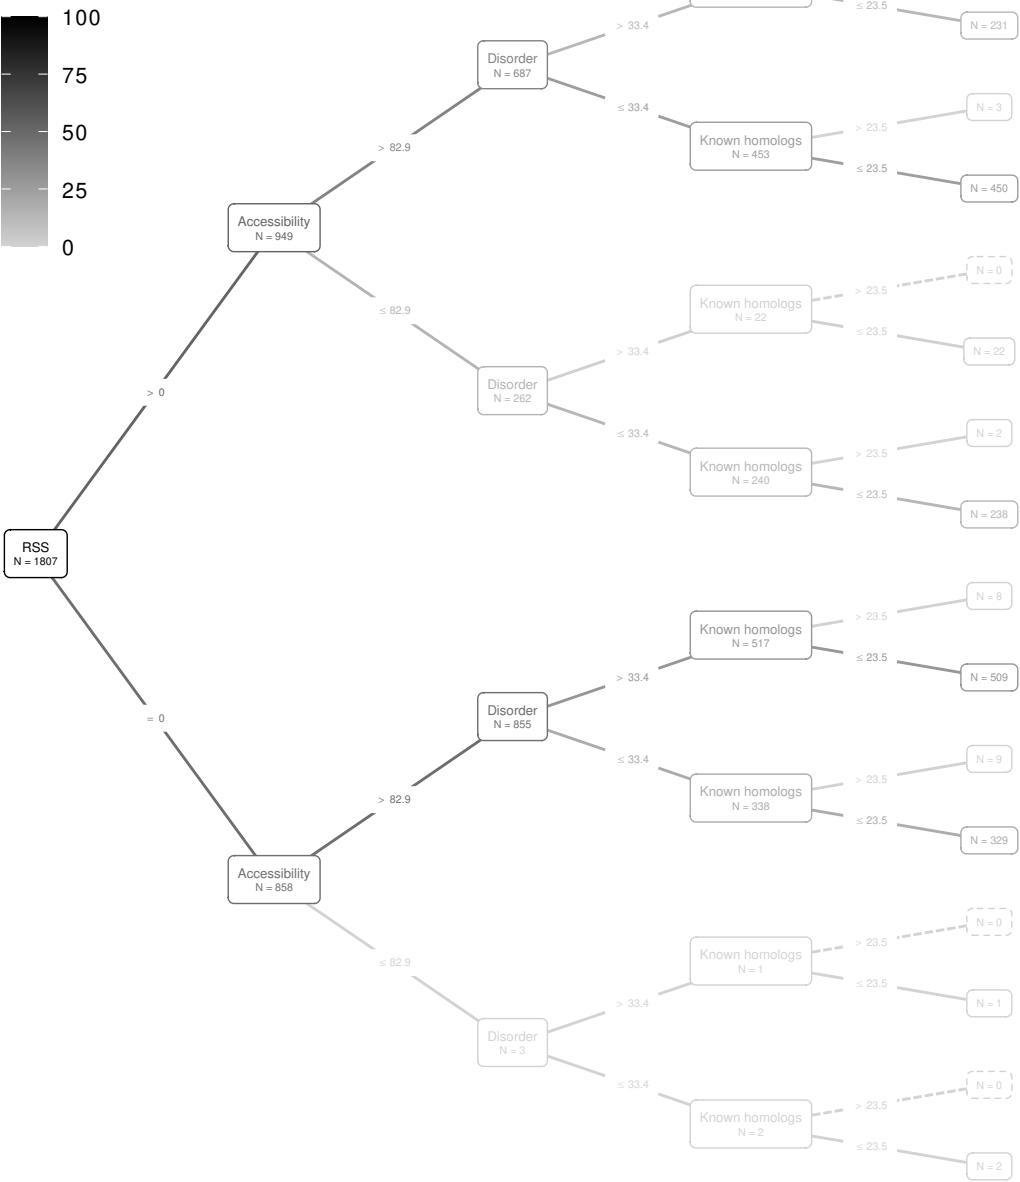 100
75
50
25
0
> 33.4
≤ 23.5
N = 231
Disorder
N = 687
≤ 33.4
Known homologs
N = 453
> 23.5
N = 3
≤ 23.5
N = 450
> 82.9
Accessibility
N = 949
≤ 82.9
Known homologs
N = 22
> 23.5
N = 0
≤ 23.5
N = 22
> 33.4
Disorder
N = 262
≤ 33.4
Known homologs
N = 240
> 23.5
N = 2
≤ 23.5
N = 238
> 0
RSS
N = 1807
= 0
Known homologs
N = 517
> 23.5
N = 8
≤ 23.5
N = 509
> 33.4
Disorder
N = 855
≤ 33.4
Known homologs
N = 338
> 23.5
N = 9
≤ 23.5
N = 329
> 82.9
Accessibility
N = 858
≤ 82.9
Known homologs
N = 1
> 23.5
N = 0
≤ 23.5
N = 1
> 33.4
Disorder
N = 3
≤ 33.4
Known homologs
N = 2
> 23.5
N = 0
≤ 23.5
N = 2